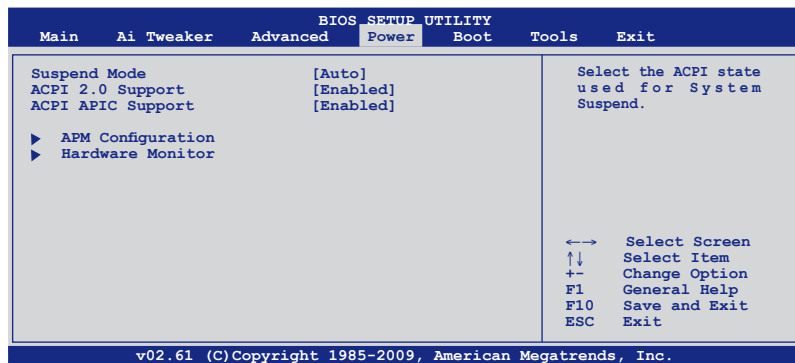 BIOS SETUP UTILITY
Main Ai Tweaker Advanced Power Boot Tools Exit
Suspend Mode [Auto]
ACPI 2.0 Support [Enabled]
ACPI APIC Support [Enabled]
▶ APM Configuration
▶ Hardware Monitor
Select the ACPI state
used for System
Suspend.
←→ Select Screen
↑↓ Select Item
+- Change Option
F1 General Help
F10 Save and Exit
ESC Exit
v02.61 (C)Copyright 1985-2009, American Megatrends, Inc.